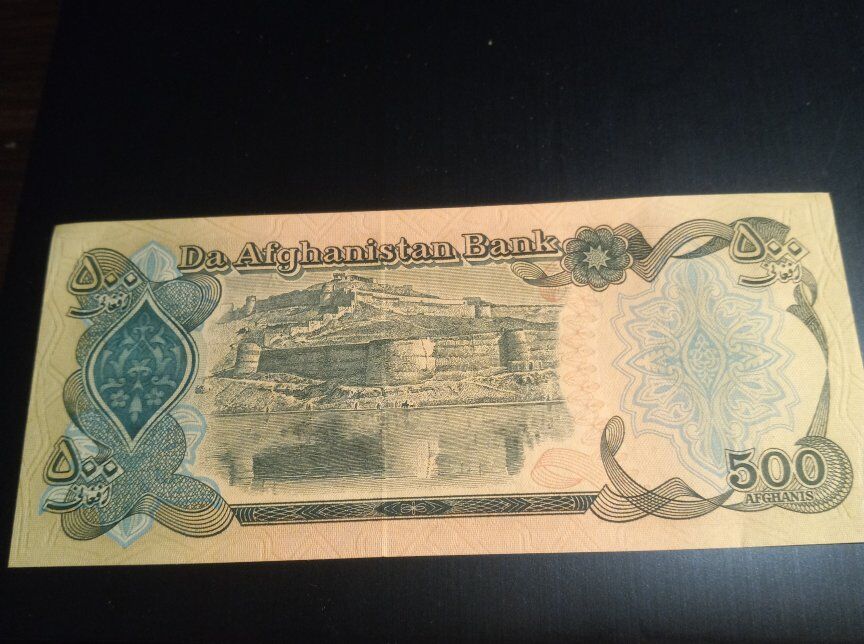 Da Afghanistan Bank
۵۰۰
افغانی
۵۰۰
افغانی
۵۰۰
افغانی
500
AFGHANIS